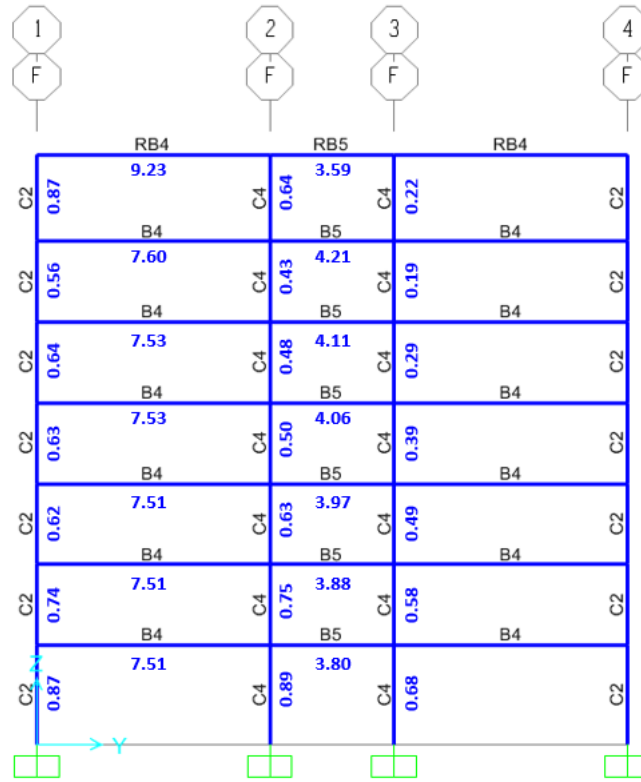 1 2 3 4
F F F F
RB4 RB5 RB4
9.23 3.59
C2 0.87 C4 0.64 C4 0.22 C2
B4 B5 B4
7.60 4.21
C2 0.56 C4 0.43 C4 0.19 C2
B4 B5 B4
7.53 4.11
C2 0.64 C4 0.48 C4 0.29 C2
B4 B5 B4
7.53 4.06
C2 0.63 C4 0.50 C4 0.39 C2
B4 B5 B4
7.51 3.97
C2 0.62 C4 0.63 C4 0.49 C2
B4 B5 B4
7.51 3.88
C2 0.74 C4 0.75 C4 0.58 C2
B4 B5 B4
7.51 3.80
Z
C2 0.87 C4 0.89 C4 0.68 C2
Y